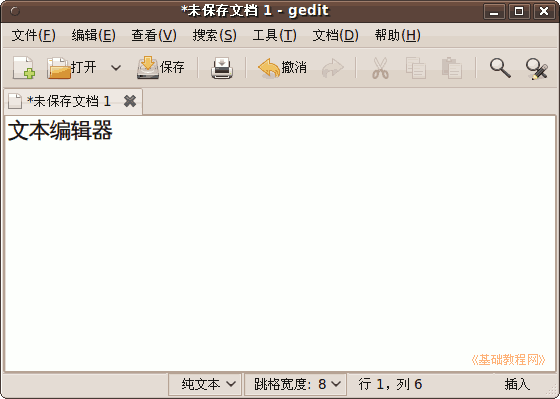 *未保存文档 1 - gedit
文件(F) 编辑(E) 查看(V) 搜索(S) 工具(T) 文档(D) 帮助(H)
打开 保存 撤消
*未保存文档 1
文本编辑器
《基础教程网》
纯文本 跳格宽度: 8 行 1, 列 6 插入